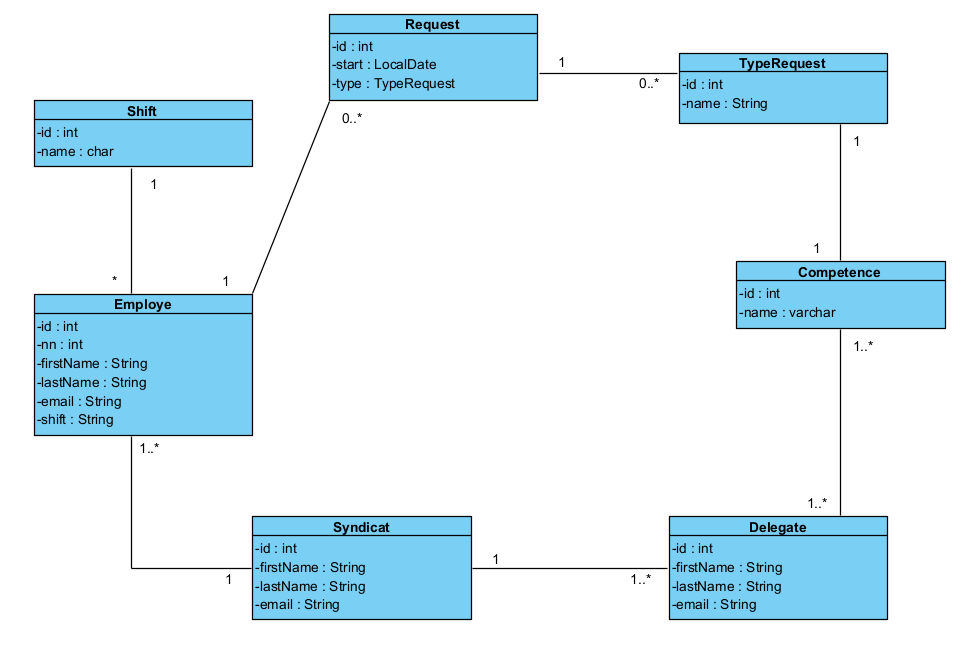 Request
-id : int
-start : LocalDate
-type : TypeRequest
1
0..*
TypeRequest
-id : int
-name : String
Shift
-id : int
-name : char
0..*
1
1
*
1
1
Employe
-id : int
-nn : int
-firstName : String
-lastName : String
-email : String
-shift : String
Competence
-id : int
-name : varchar
1..*
1..*
1..*
Syndicat
-id : int
-firstName : String
-lastName : String
-email : String
1
1
1..*
Delegate
-id : int
-firstName : String
-lastName : String
-email : String